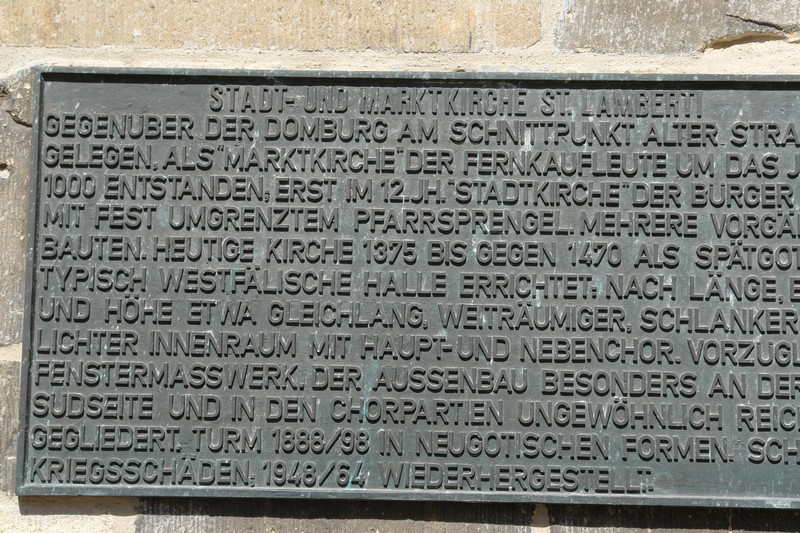 STADT- UND MARKTKIRCHE ST. LAMBERTI
GEGENÜBER DER DOMBURG AM SCHNITTPUNKT ALTER STRA
GELEGEN. ALS "MARKTKIRCHE" DER FERNKAUFLEUTE UM DAS J
1000 ENTSTANDEN; ERST IM 12.JH. "STADTKIRCHE" DER BÜRGER
MIT FEST UMGRENZTEM PFARRSPRENGEL. MEHRERE VORGÄ
BAUTEN. HEUTIGE KIRCHE 1375 BIS GEGEN 1470 ALS SPÄTGOT
TYPISCH WESTFÄLISCHE HALLE ERRICHTET: NACH LÄNGE, B
UND HÖHE ETWA GLEICHLANG, WEITRÄUMIGER, SCHLANKER
LICHTER INNENRAUM MIT HAUPT- UND NEBENCHOR. VORZÜGL
FENSTERMASSWERK. DER AUSSENBAU BESONDERS AN DER
SÜDSEITE UND IN DEN CHORPARTIEN UNGEWÖHNLICH REICH
GEGLIEDERT. TURM 1888/98 IN NEUGOTISCHEN FORMEN. SCH
KRIEGSSCHÄDEN; 1948/64 WIEDERHERGESTELLT.